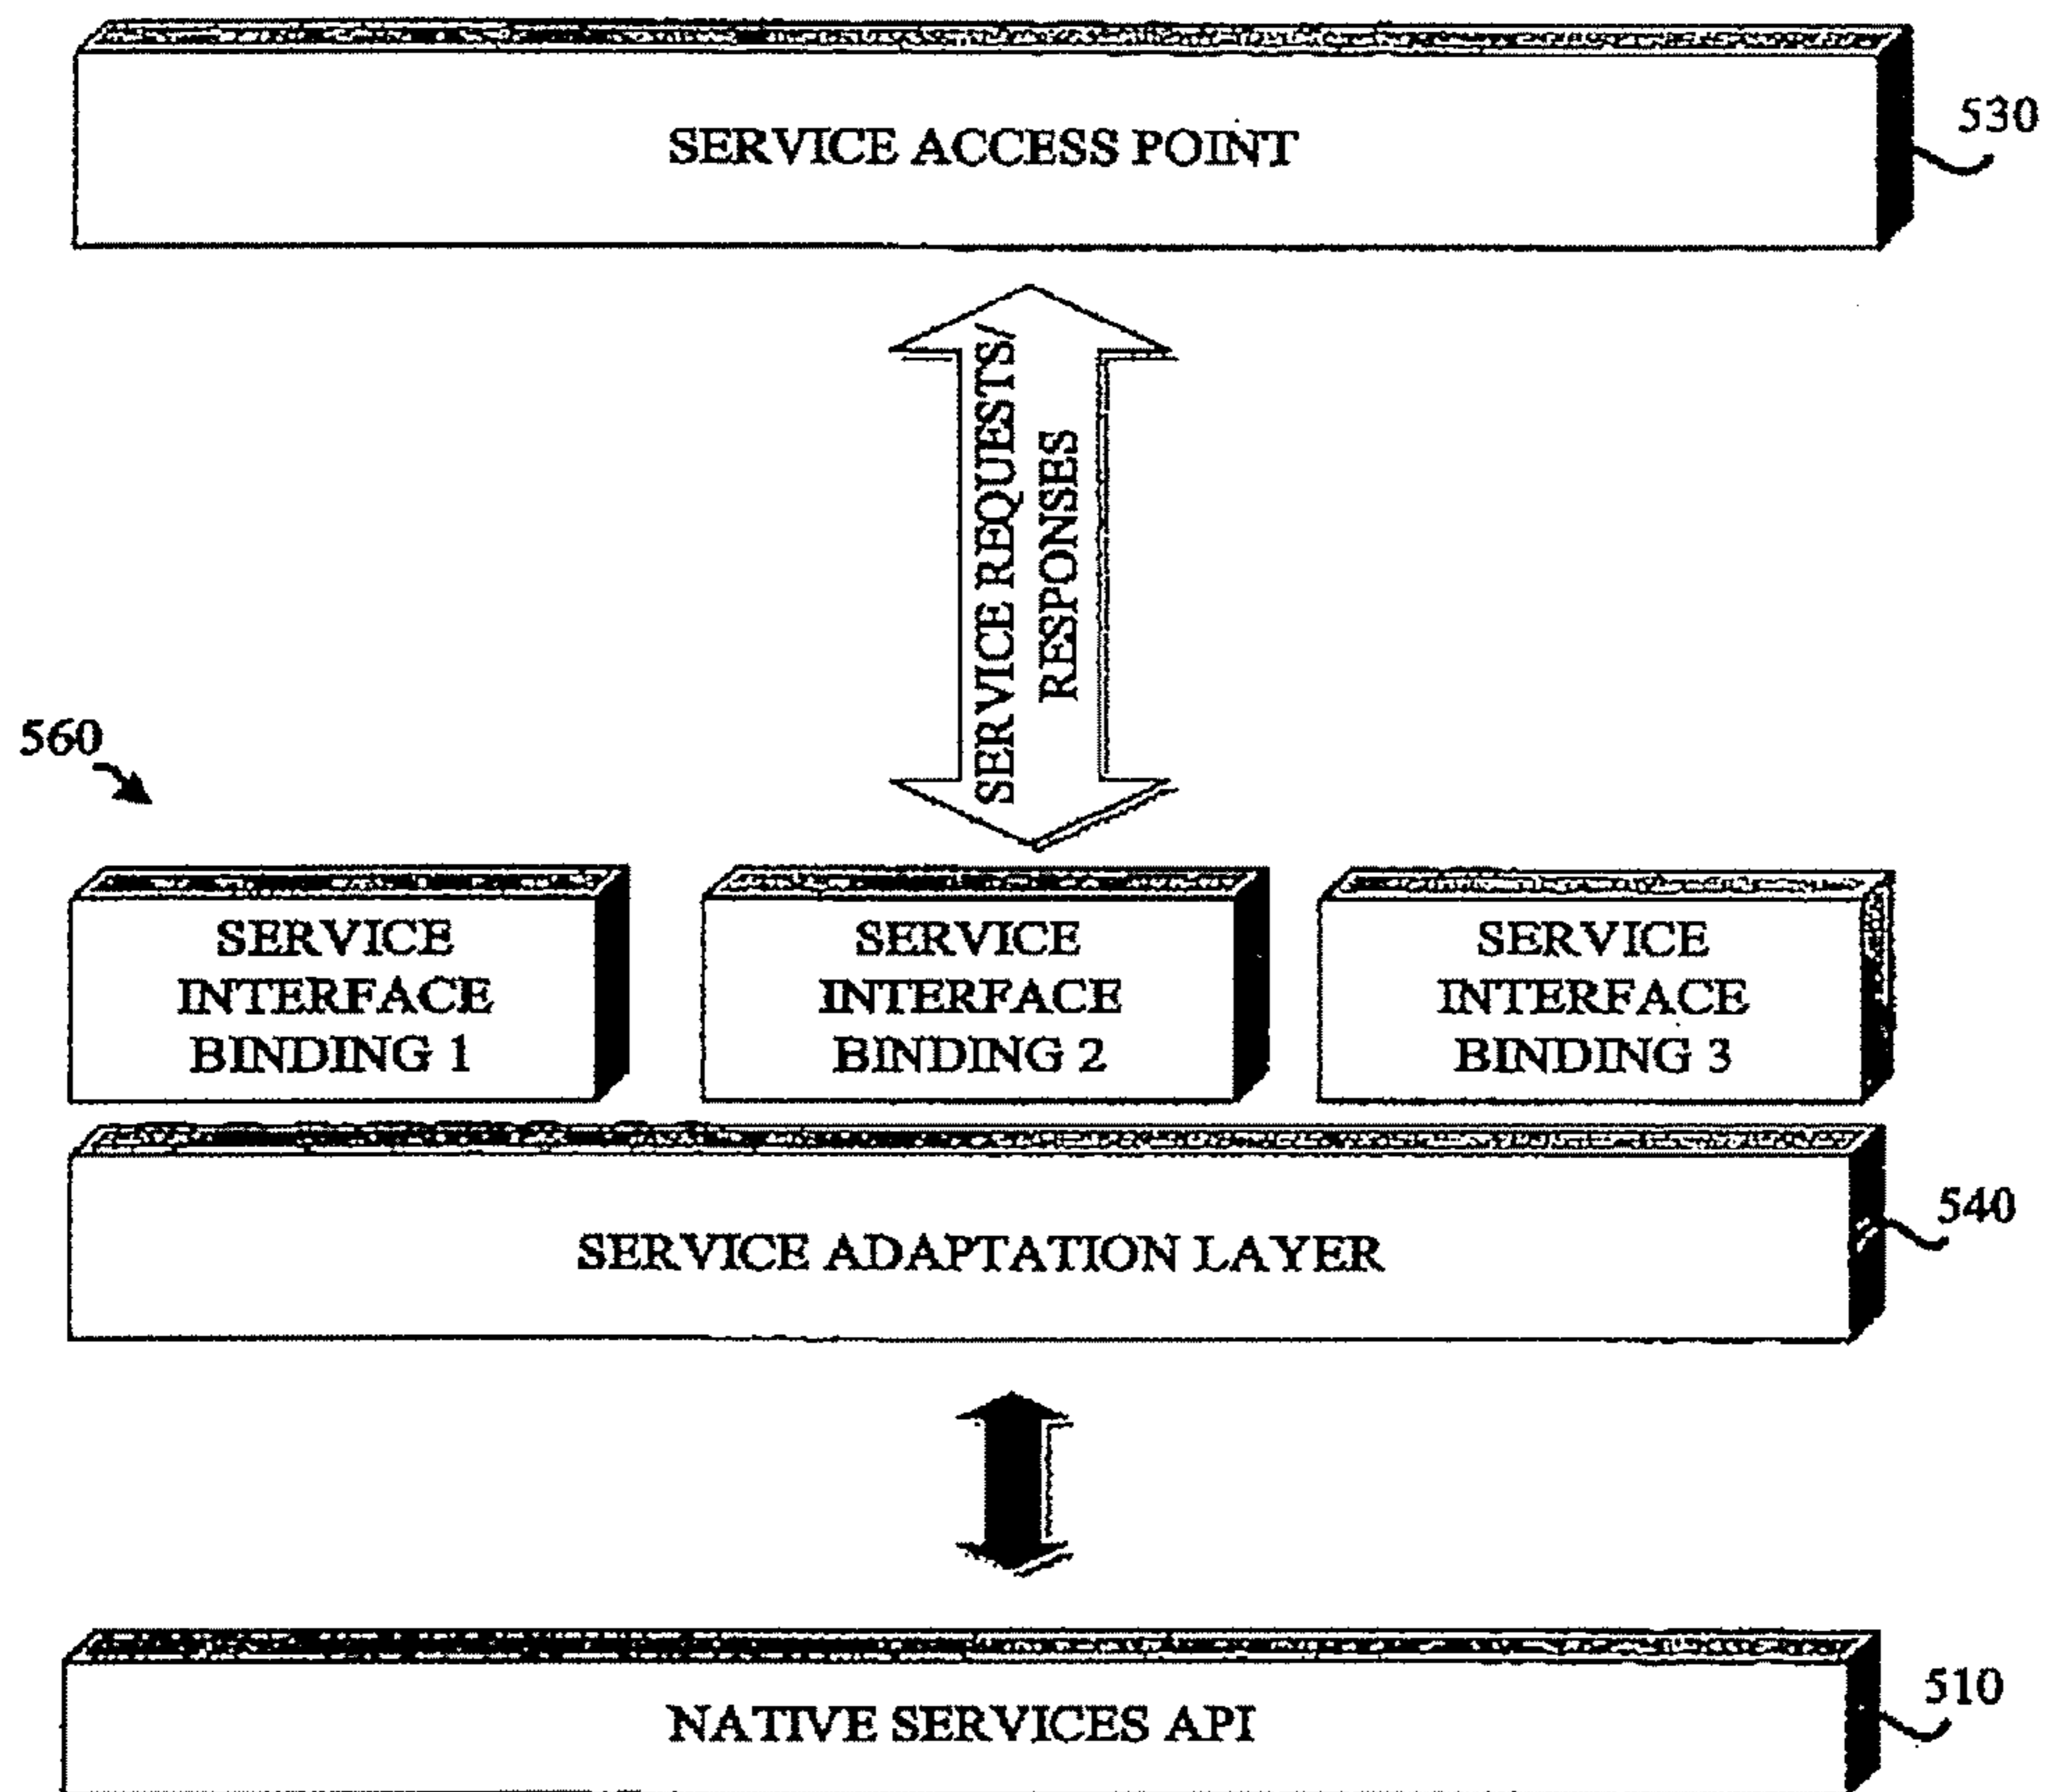 SERVICE ACCESS POINT
530
SERVICE REQUESTS/
RESPONSES
560
SERVICE
INTERFACE
BINDING 1
SERVICE
INTERFACE
BINDING 2
SERVICE
INTERFACE
BINDING 3
SERVICE ADAPTATION LAYER
540
NATIVE SERVICES API
510